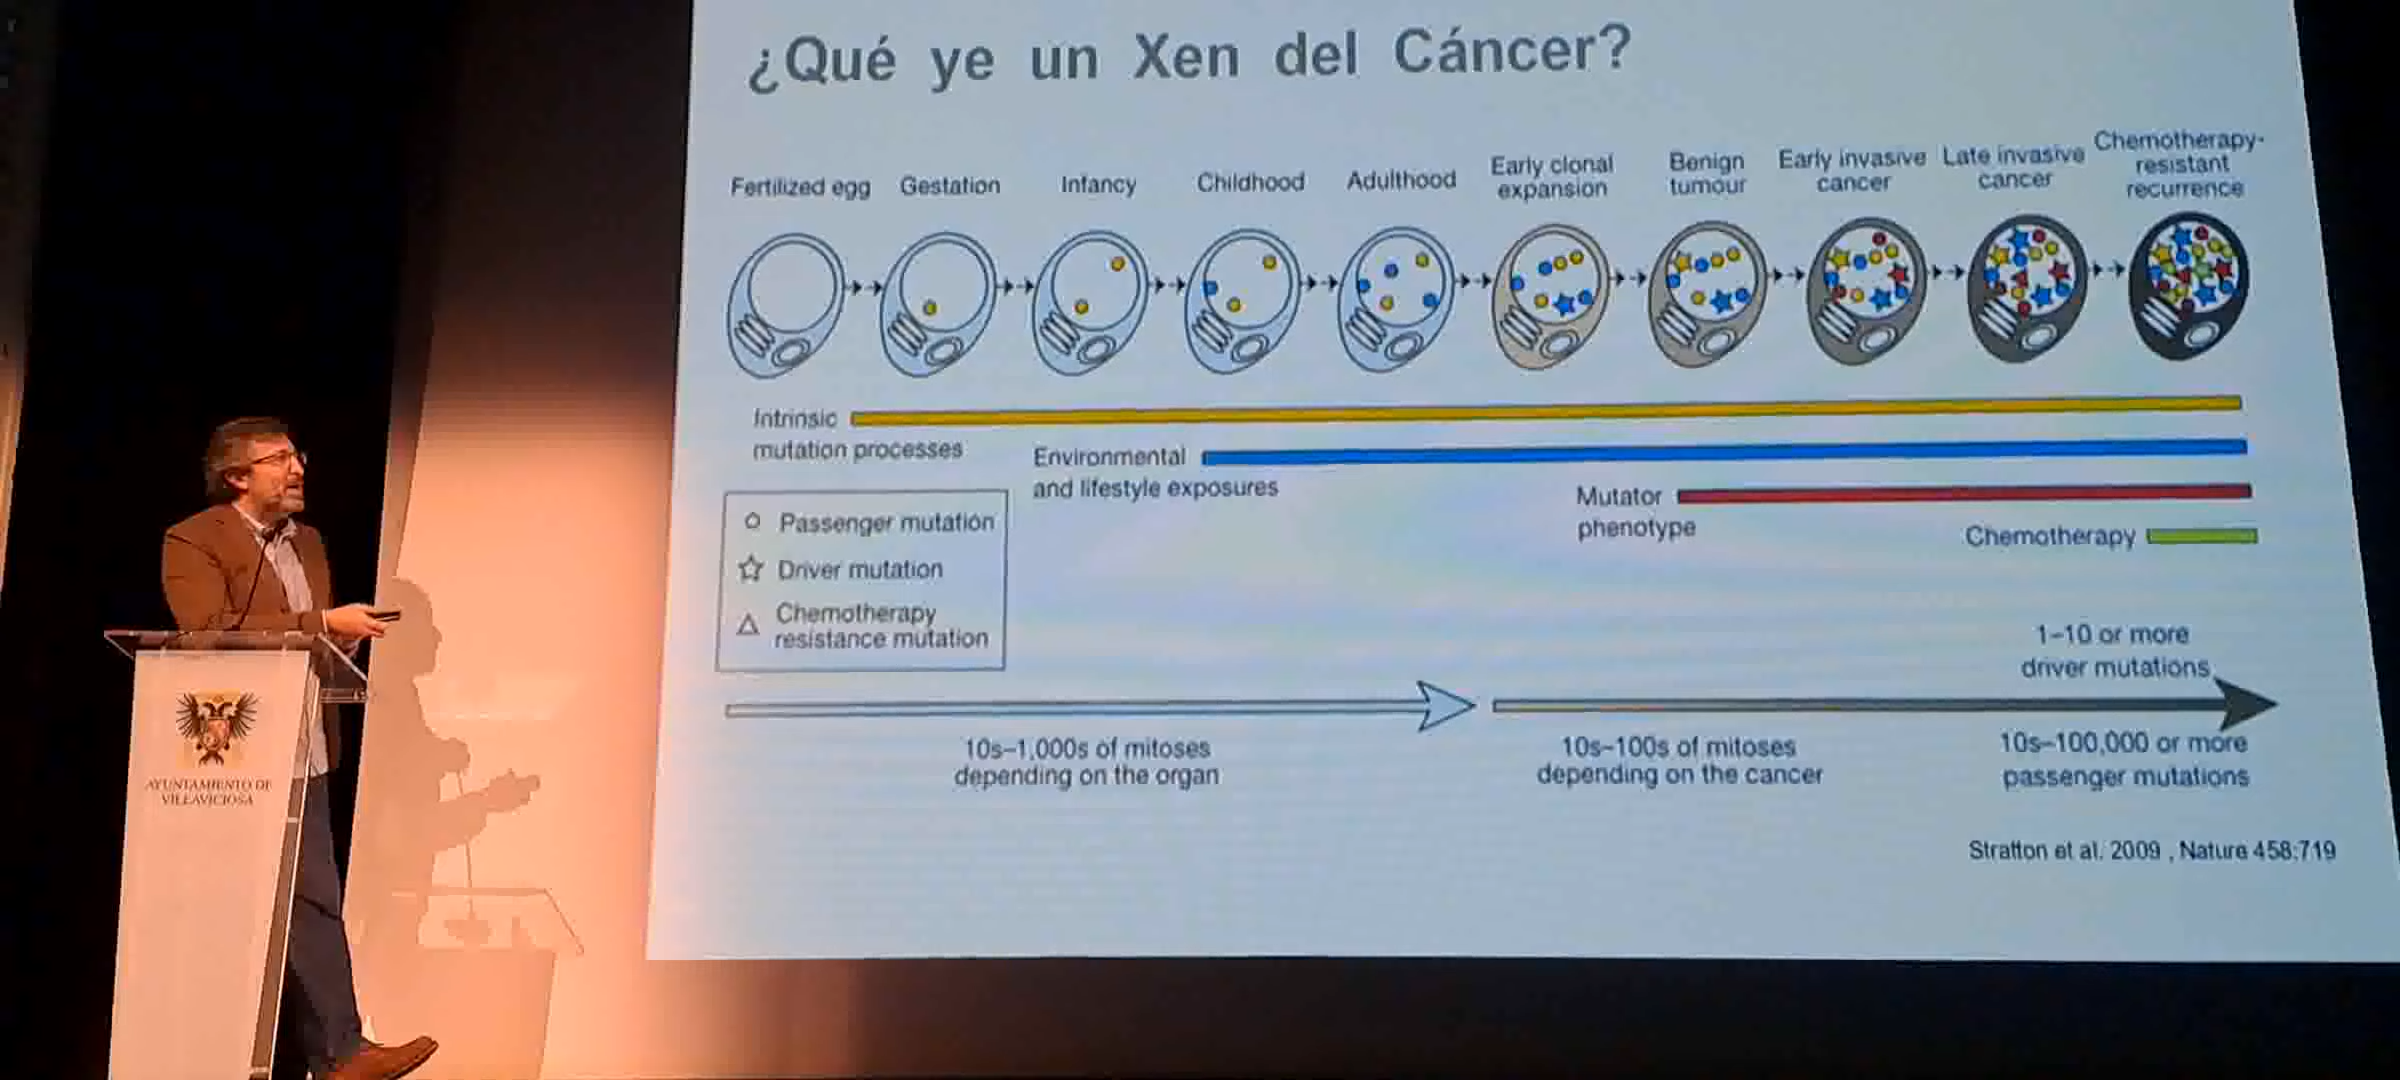 ¿Qué ye un Xen del Cáncer?
Fertilized egg
Gestation
Infancy
Childhood
Adulthood
Early clonal
expansion
Benign
tumour
Early invasive
cancer
Late invasive
cancer
Chemotherapy-
resistant
recurrence
Intrinsic
mutation processes
Environmental
and lifestyle exposures
Mutator
phenotype
Chemotherapy
Passenger mutation
Driver mutation
Chemotherapy
resistance mutation
1–10 or more
driver mutations
10s–1,000s of mitoses
depending on the organ
10s–100s of mitoses
depending on the cancer
10s–100,000 or more
passenger mutations
Stratton et al. 2009 , Nature 458:719
AYUNTAMIENTO DE
VILLAVICIOSA